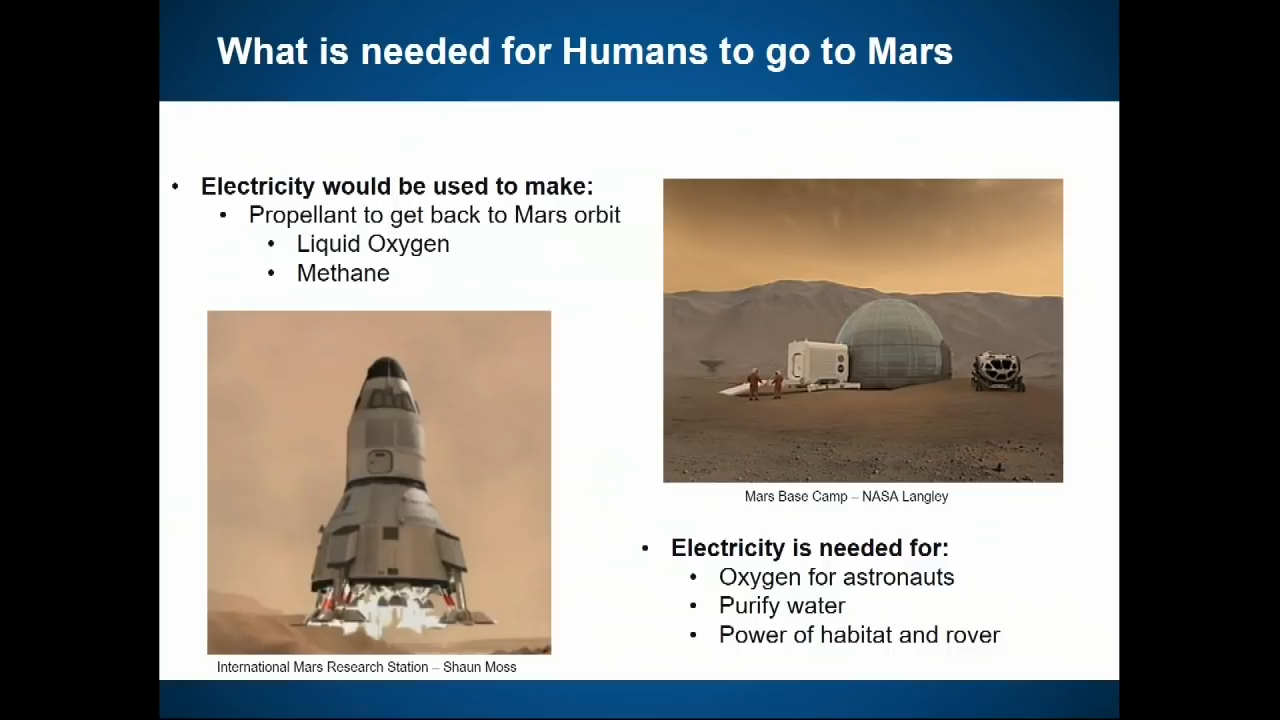 What is needed for Humans to go to Mars
• Electricity would be used to make:
• Propellant to get back to Mars orbit
• Liquid Oxygen
• Methane
International Mars Research Station – Shaun Moss
Mars Base Camp – NASA Langley
• Electricity is needed for:
• Oxygen for astronauts
• Purify water
• Power of habitat and rover